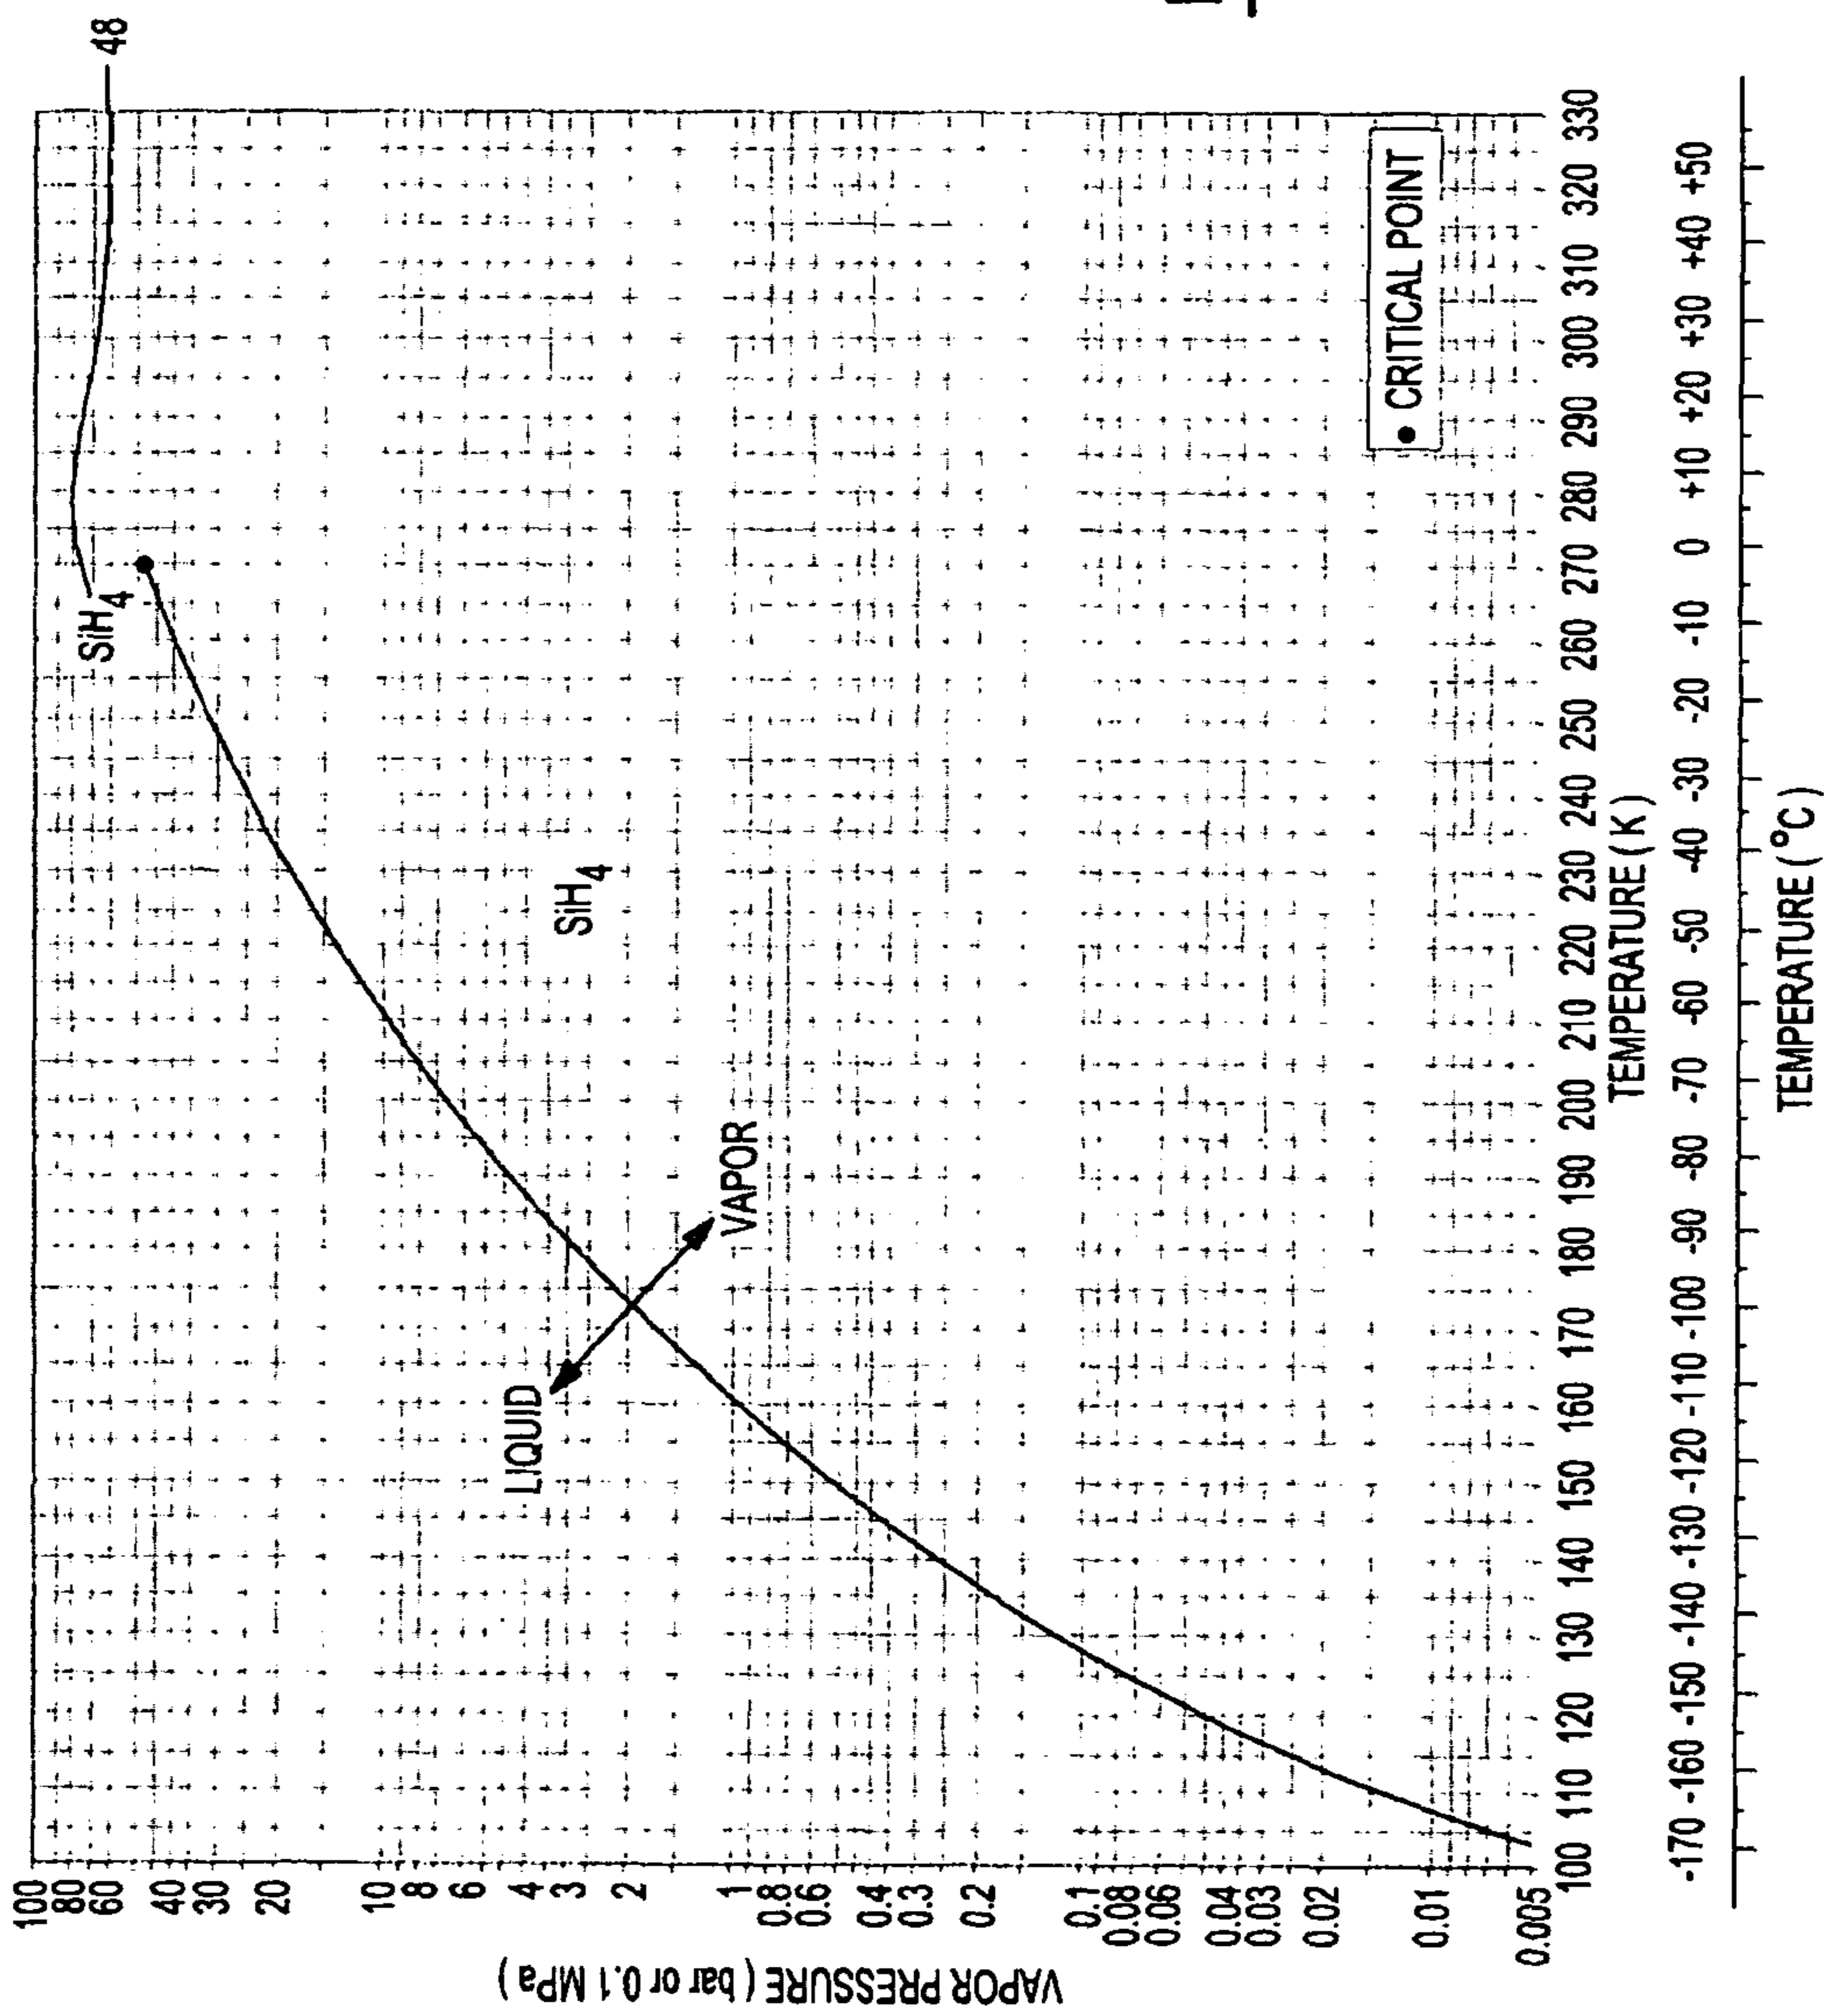 48
SiH4
SiH4
LIQUID
VAPOR
● CRITICAL POINT
VAPOR PRESSURE ( bar or 0.1 MPa )
100
80
60
40
30
20
10
8
6
4
3
2
1
0.8
0.6
0.4
0.3
0.2
0.1
0.08
0.06
0.04
0.03
0.02
0.01
0.005
100 110 120 130 140 150 160 170 180 190 200 210 220 230 240 250 260 270 280 290 300 310 320 330
TEMPERATURE ( K )
-170 -160 -150 -140 -130 -120 -110 -100 -90 -80 -70 -60 -50 -40 -30 -20 -10 0 +10 +20 +30 +40 +50
TEMPERATURE ( °C )